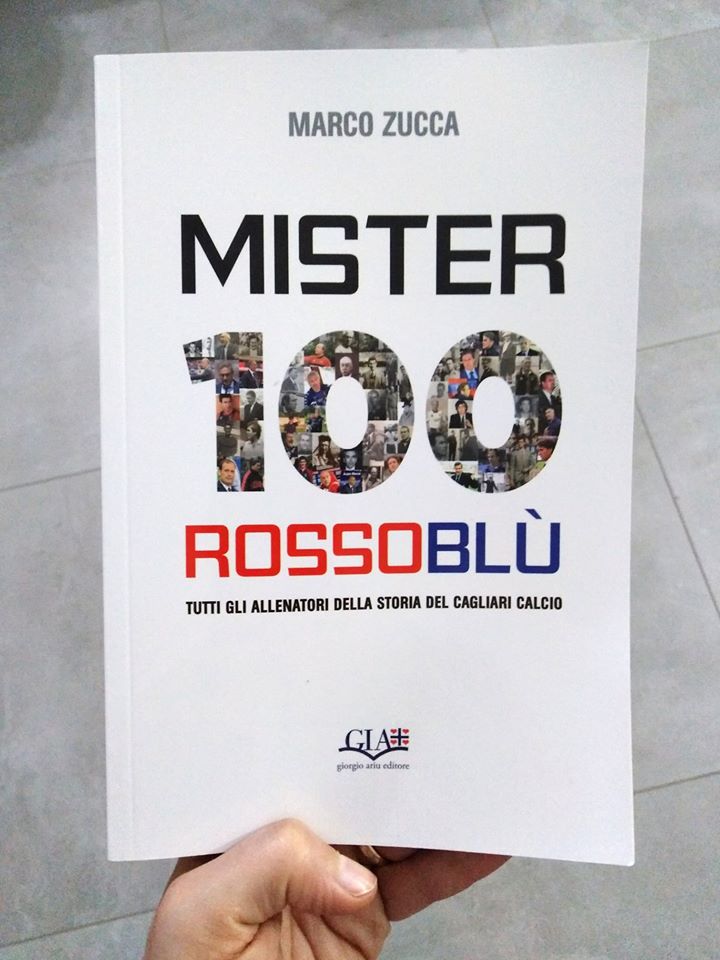 MARCO ZUCCA
MISTER
100
ROSSOBLÙ
TUTTI GLI ALLENATORI DELLA STORIA DEL CAGLIARI CALCIO
GIA
giorgio ariu editore